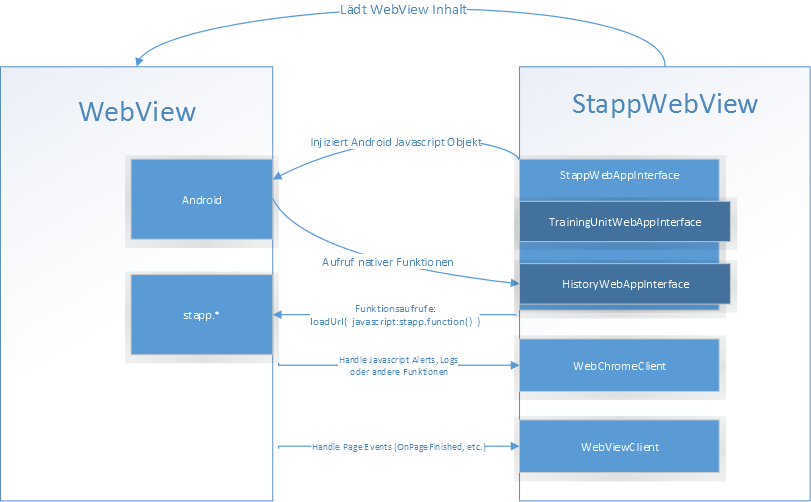 Lädt WebView Inhalt
WebView
StappWebView
Injiziert Android Javascript Objekt
StappWebAppInterface
Android
TrainingUnitWebAppInterface
Aufruf nativer Funktionen
HistoryWebAppInterface
stapp.*
Funktionsaufrufe:
loadUrl( javascript:stapp.function() )
Handle Javascript Alerts, Logs
oder andere Funktionen
WebChromeClient
Handle Page Events (OnPageFinished, etc.)
WebViewClient